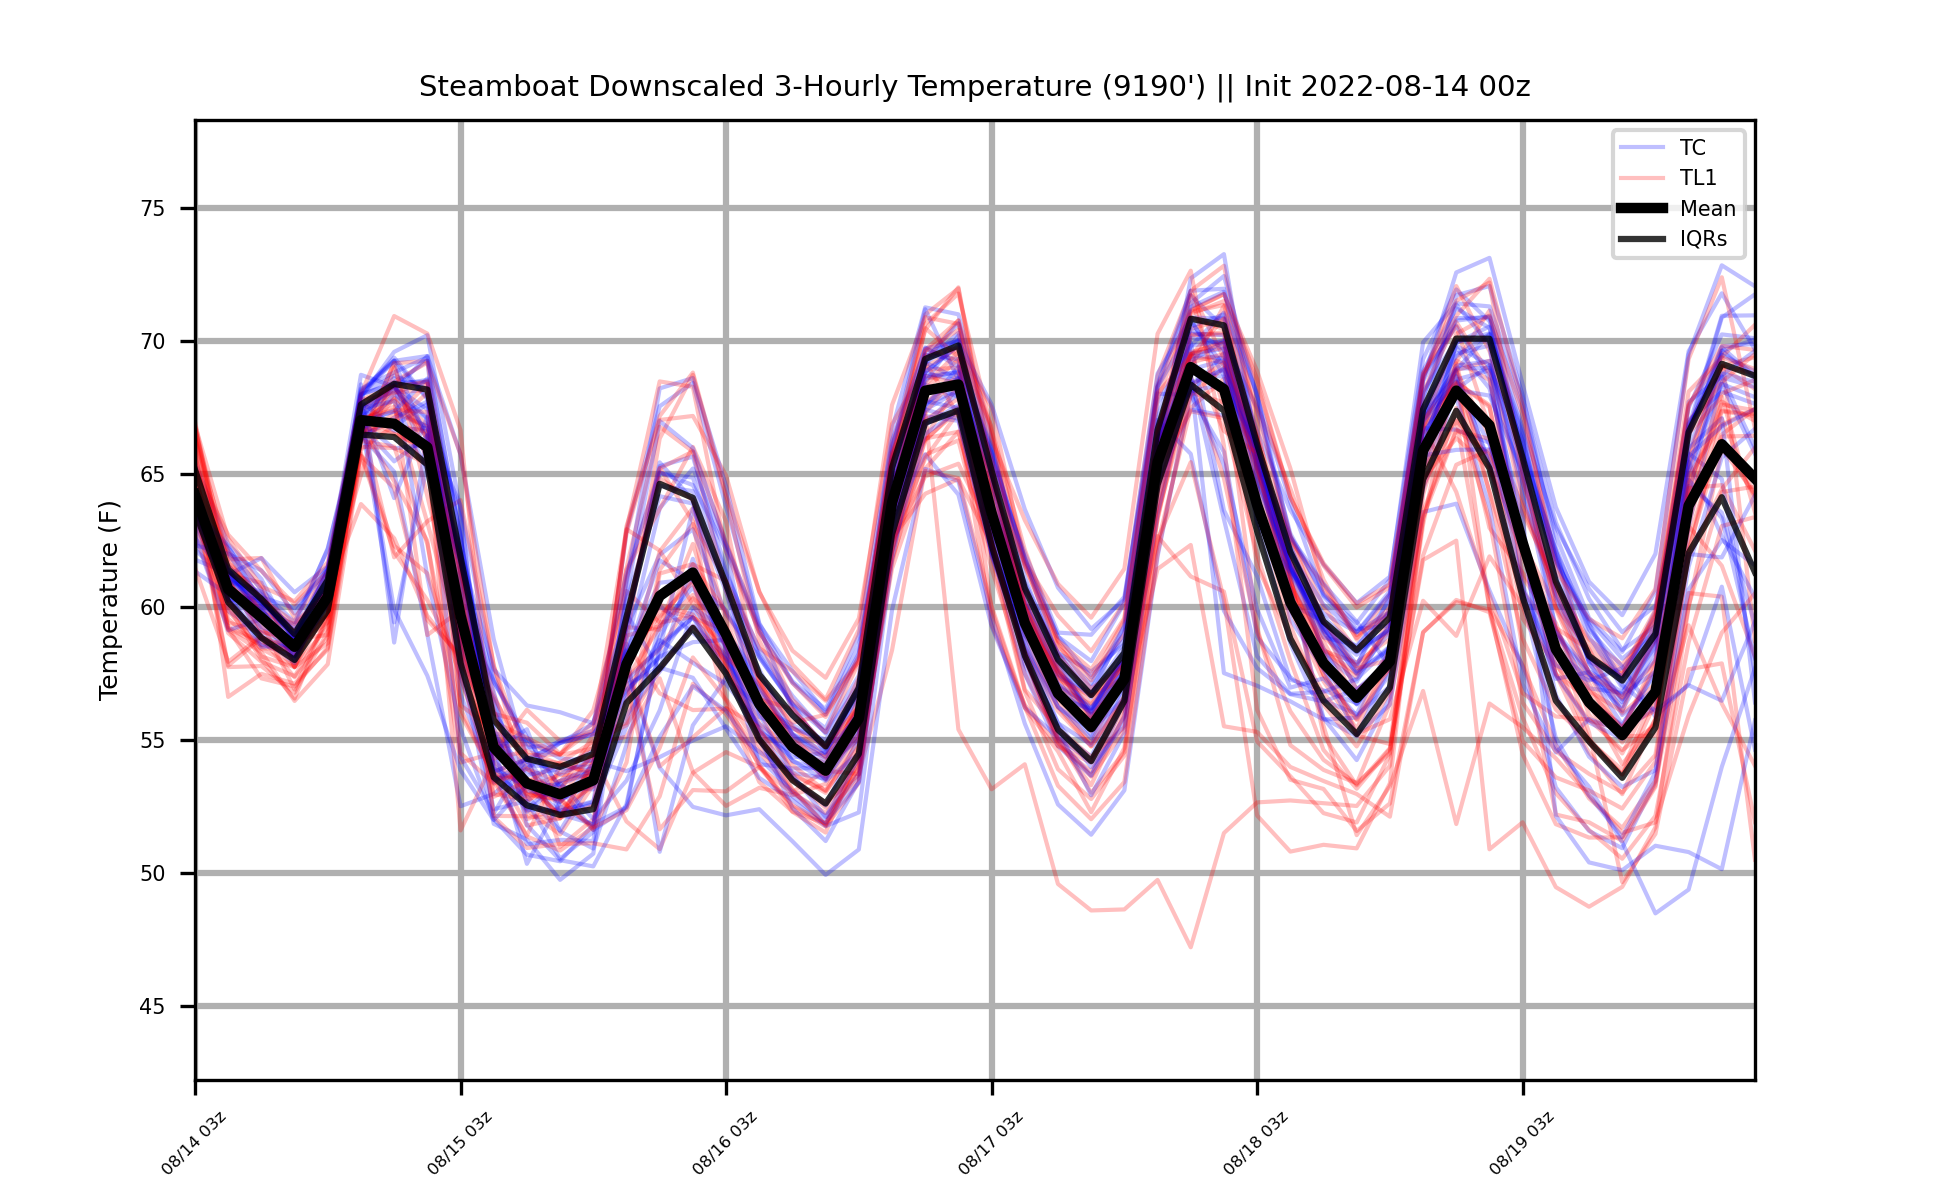 Steamboat Downscaled 3-Hourly Temperature (9190') || Init 2022-08-14 00z
TC
TL1
Mean
IQRs
Temperature (F)
75
70
65
60
55
50
45
08/14 03z
08/15 03z
08/16 03z
08/17 03z
08/18 03z
08/19 03z